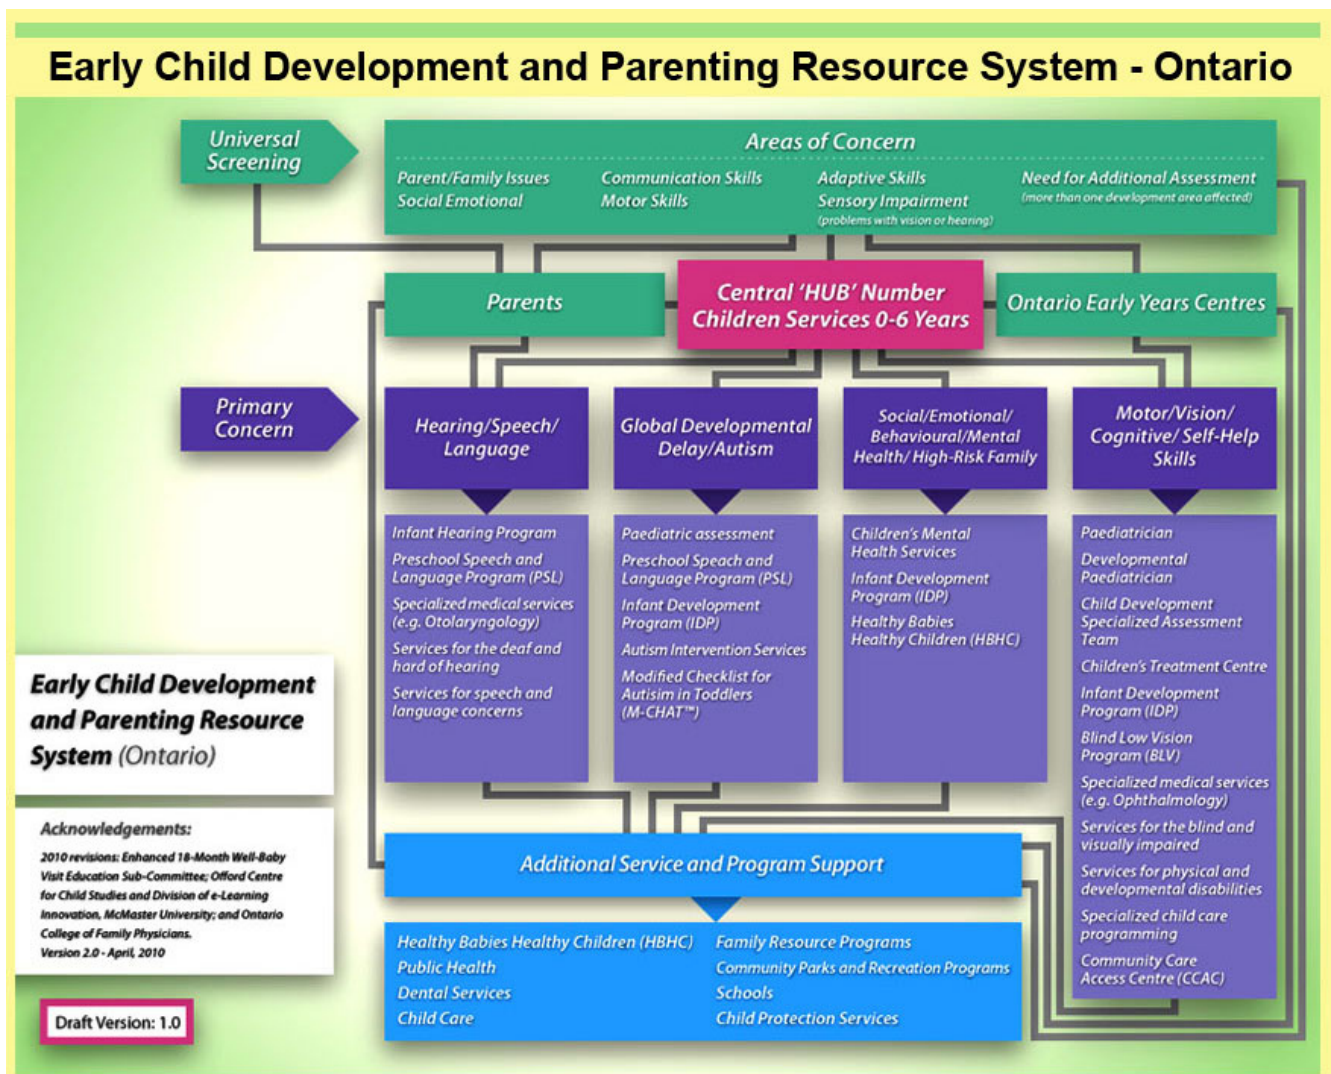 Early Child Development and Parenting Resource System - Ontario
Universal
Screening
Areas of Concern
Parent/Family Issues
Social Emotional
Communication Skills
Motor Skills
Adaptive Skills
Sensory Impairment
(problems with vision or hearing)
Need for Additional Assessment
(more than one development area affected)
Parents
Central 'HUB' Number
Children Services 0-6 Years
Ontario Early Years Centres
Primary
Concern
Hearing/Speech/
Language
Global Developmental
Delay/Autism
Social/Emotional/
Behavioural/Mental
Health/ High-Risk Family
Motor/Vision/
Cognitive/ Self-Help
Skills
Infant Hearing Program
Preschool Speech and
Language Program (PSL)
Specialized medical services
(e.g. Otolaryngology)
Services for the deaf and
hard of hearing
Services for speech and
language concerns
Paediatric assessment
Preschool Speach and
Language Program (PSL)
Infant Development
Program (IDP)
Autism Intervention Services
Modified Checklist for
Autisim in Toddlers
(M-CHAT™)
Children's Mental
Health Services
Infant Development
Program (IDP)
Healthy Babies
Healthy Children (HBHC)
Paediatrician
Developmental
Paediatrician
Child Development
Specialized Assessment
Team
Children's Treatment Centre
Infant Development
Program (IDP)
Blind Low Vision
Program (BLV)
Specialized medical services
(e.g. Ophthalmology)
Services for the blind and
visually impaired
Services for physical and
developmental disabilities
Specialized child care
programming
Community Care
Access Centre (CCAC)
Early Child Development
and Parenting Resource
System (Ontario)
Acknowledgements:
2010 revisions: Enhanced 18-Month Well-Baby
Visit Education Sub-Committee; Offord Centre
for Child Studies and Division of e-Learning
Innovation, McMaster University; and Ontario
College of Family Physicians.
Version 2.0 - April, 2010
Draft Version: 1.0
Additional Service and Program Support
Healthy Babies Healthy Children (HBHC)
Public Health
Dental Services
Child Care
Family Resource Programs
Community Parks and Recreation Programs
Schools
Child Protection Services